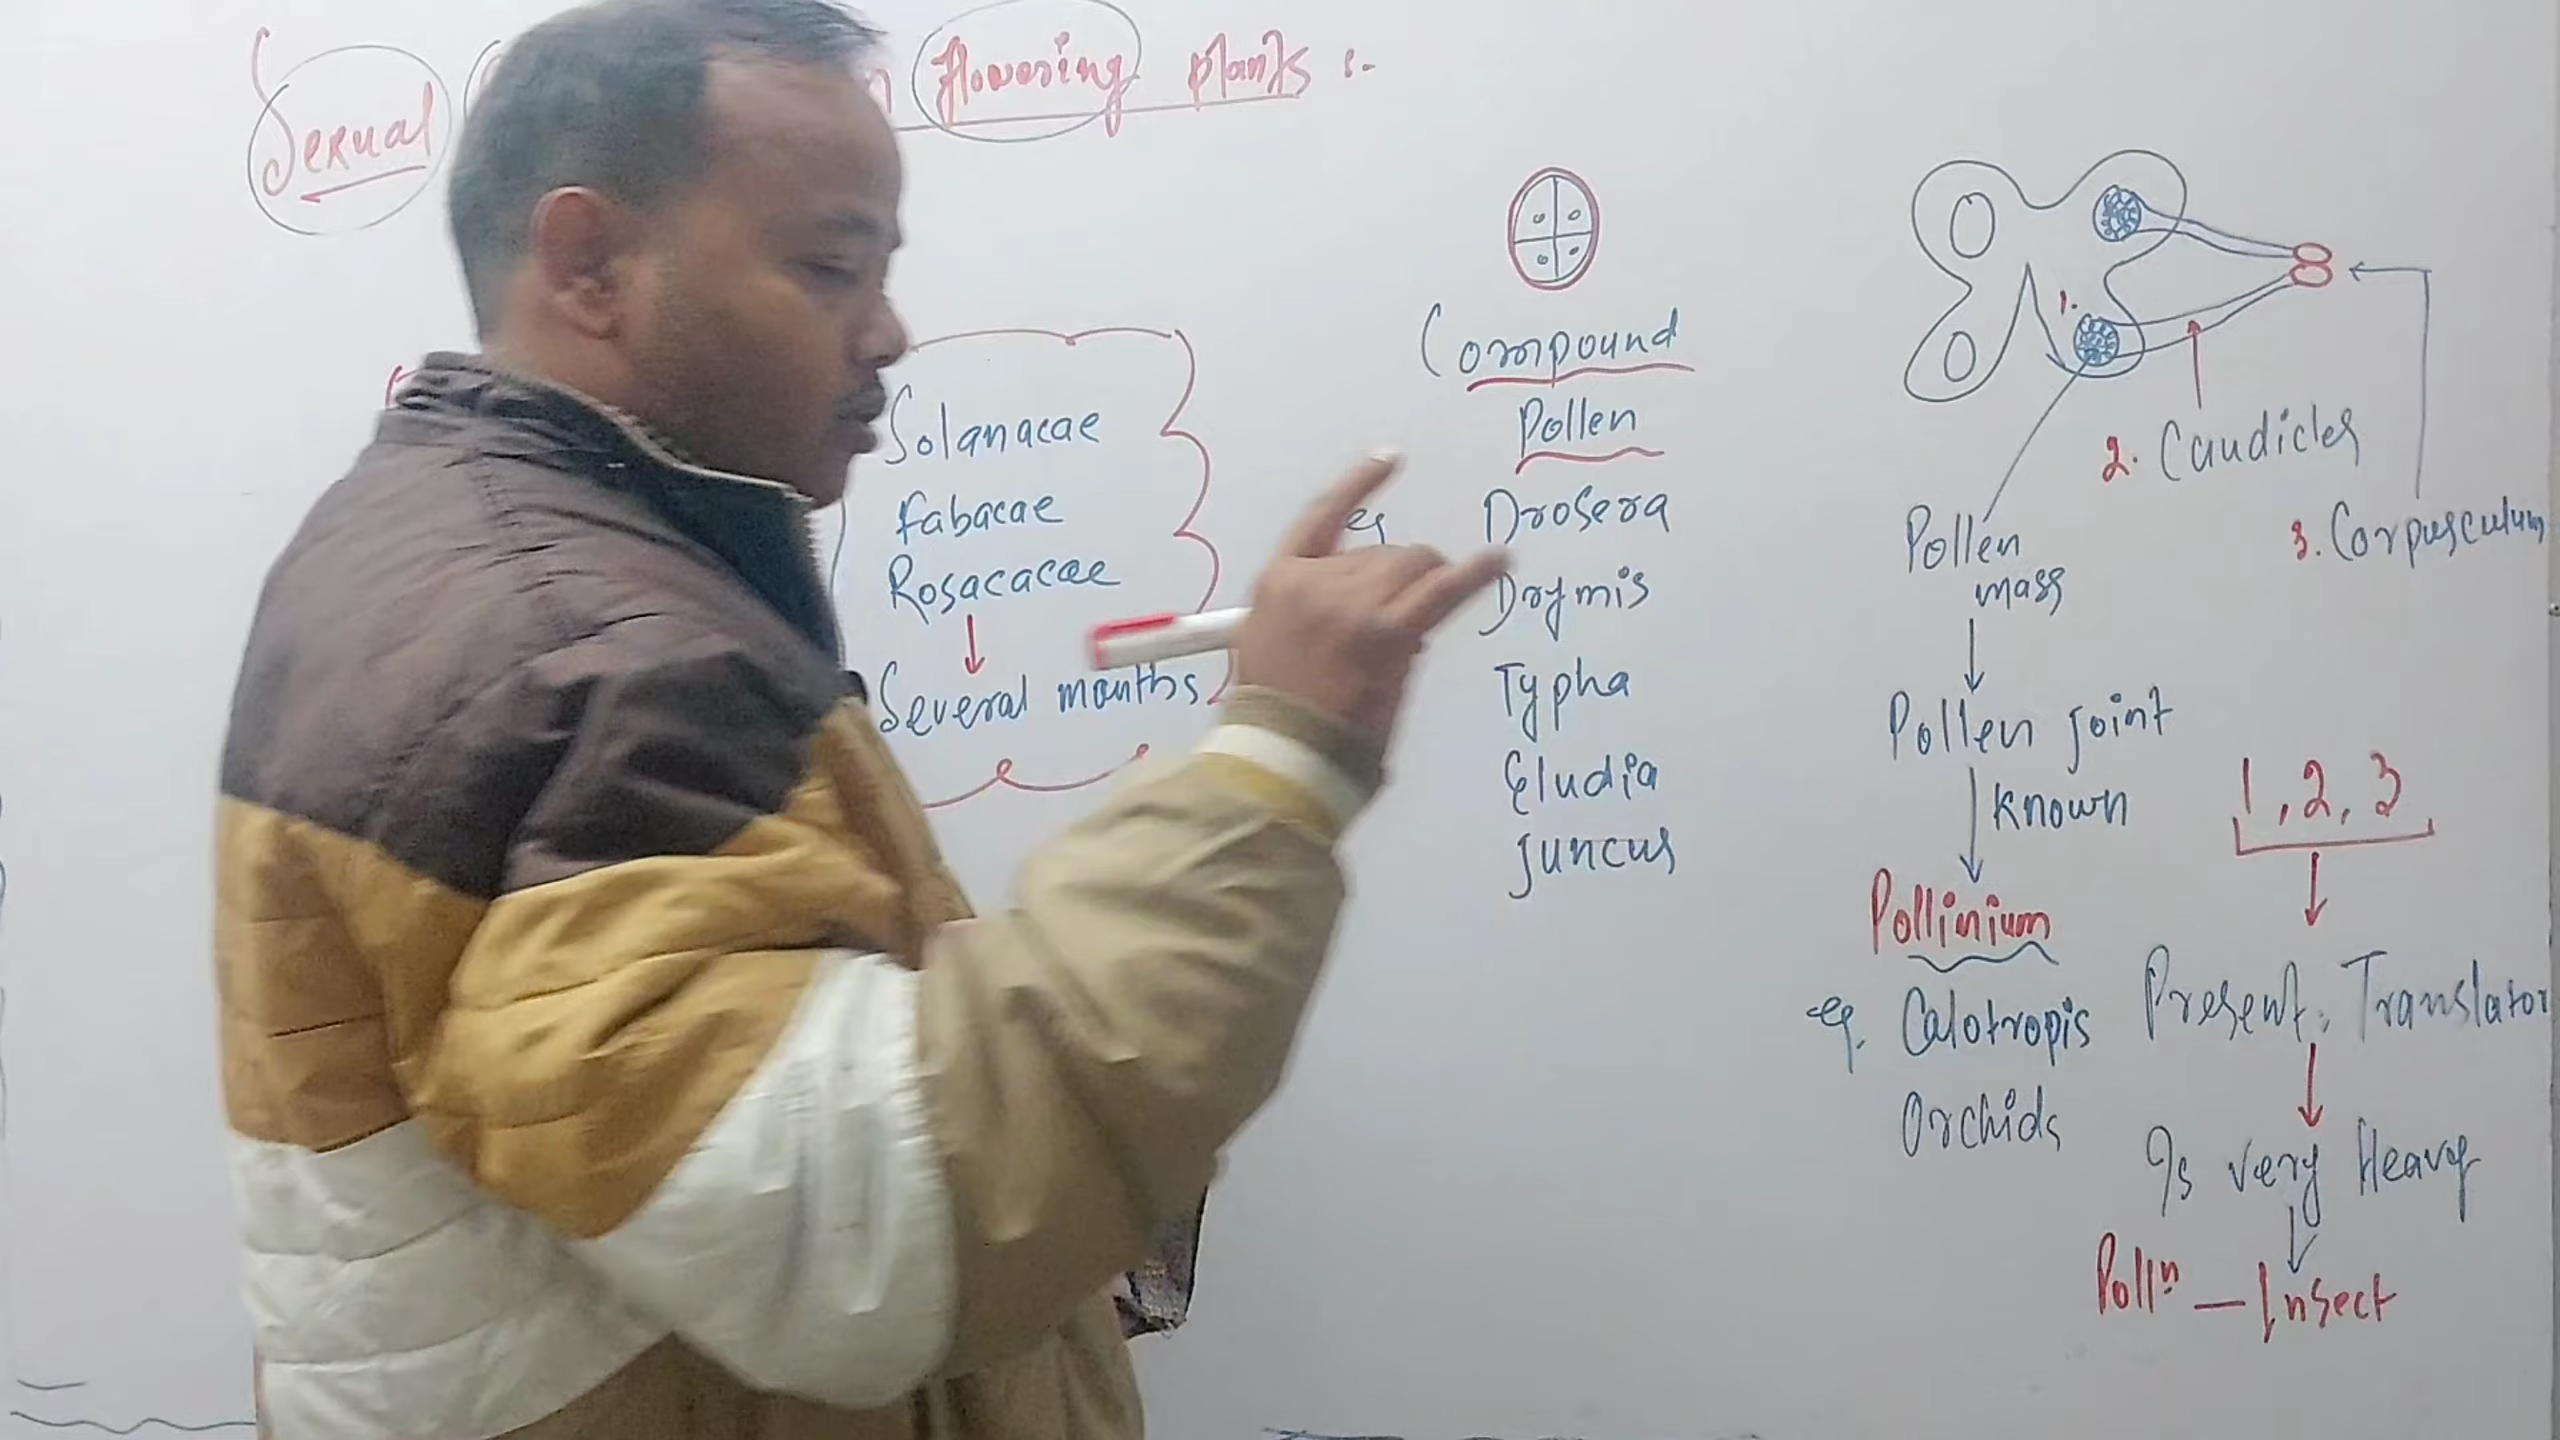 Sexual
flowering plants :-
Solanacae
Fabacae
Rosacacae
Several months
Compound
Pollen
eg Drosera
Drymis
Typha
Eludia
Juncus
1.
2. Caudicles
3. Corpusculum
Pollen
mass
Pollen joint
known
Pollinium
eg. Calotropis
Orchids
1, 2, 3
Present Translator
Is very Heavy
Pollⁿ - Insect